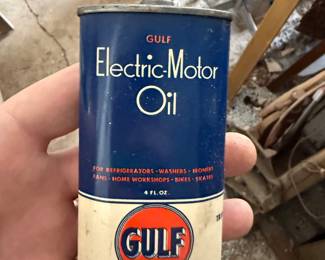 GULF
Electric-Motor
Oil
FOR REFRIGERATORS - WASHERS - IRONERS
FANS - HOME WORKSHOPS - BIKES - SKATES
4 FL. OZ.
GULF